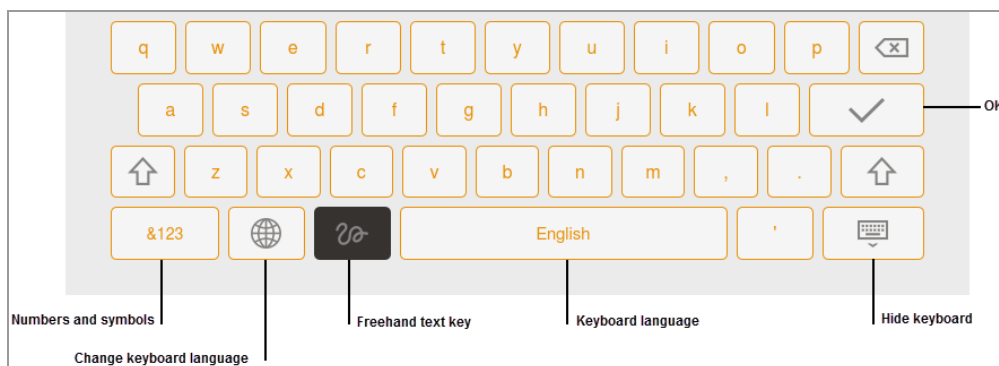 q w e r t y u i o p
a s d f g h j k l
OK
z x c v b n m , .
&123 English '
Numbers and symbols Freehand text key Keyboard language Hide keyboard
Change keyboard language